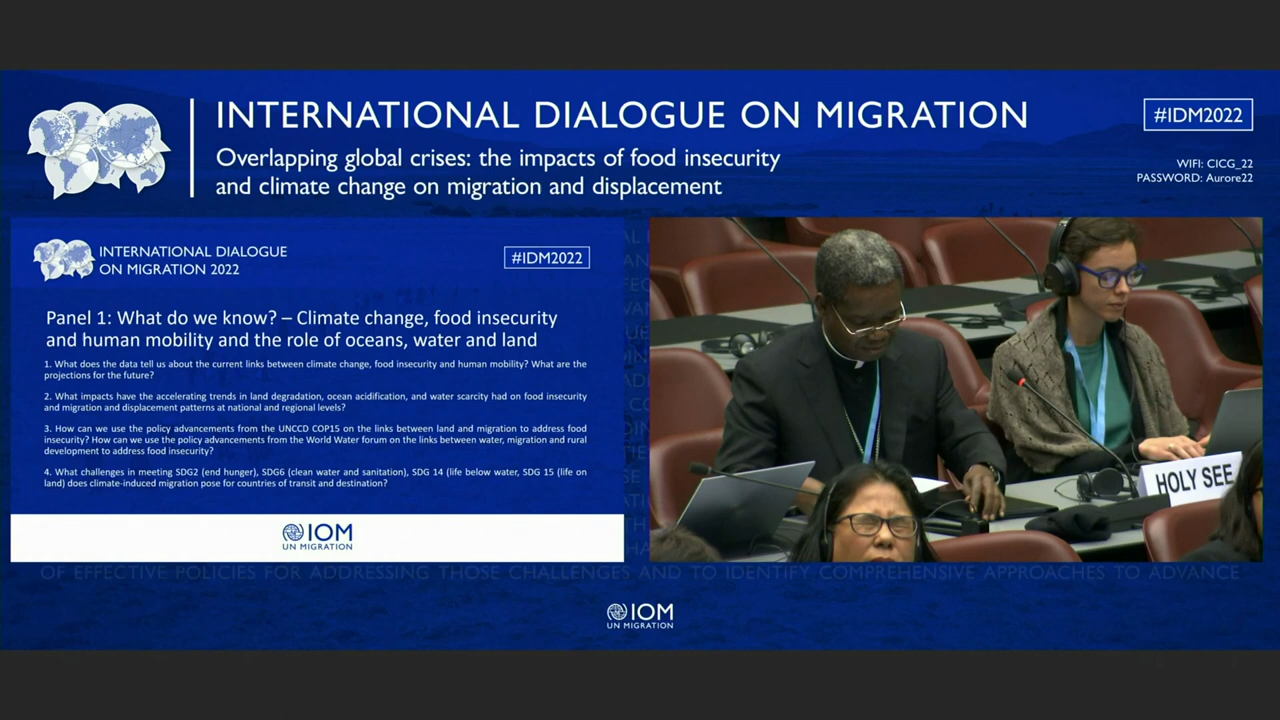 INTERNATIONAL DIALOGUE ON MIGRATION
Overlapping global crises: the impacts of food insecurity
and climate change on migration and displacement
#IDM2022
WIFI: CICG_22
PASSWORD: Aurore22
INTERNATIONAL DIALOGUE
ON MIGRATION 2022
#IDM2022
Panel 1: What do we know? – Climate change, food insecurity
and human mobility and the role of oceans, water and land
1. What does the data tell us about the current links between climate change, food insecurity and human mobility? What are the
projections for the future?
2. What impacts have the accelerating trends in land degradation, ocean acidification, and water scarcity had on food insecurity
and migration and displacement patterns at national and regional levels?
3. How can we use the policy advancements from the UNCCD COP15 on the links between land and migration to address food
insecurity? How can we use the policy advancements from the World Water forum on the links between water, migration and rural
development to address food insecurity?
4. What challenges in meeting SDG2 (end hunger), SDG6 (clean water and sanitation), SDG 14 (life below water, SDG 15 (life on
land) does climate-induced migration pose for countries of transit and destination?
IOM
UN MIGRATION
HOLY SEE
OF EFFECTIVE POLICIES FOR ADDRESSING THOSE CHALLENGES AND TO IDENTIFY COMPREHENSIVE APPROACHES TO ADVANCE
IOM
UN MIGRATION